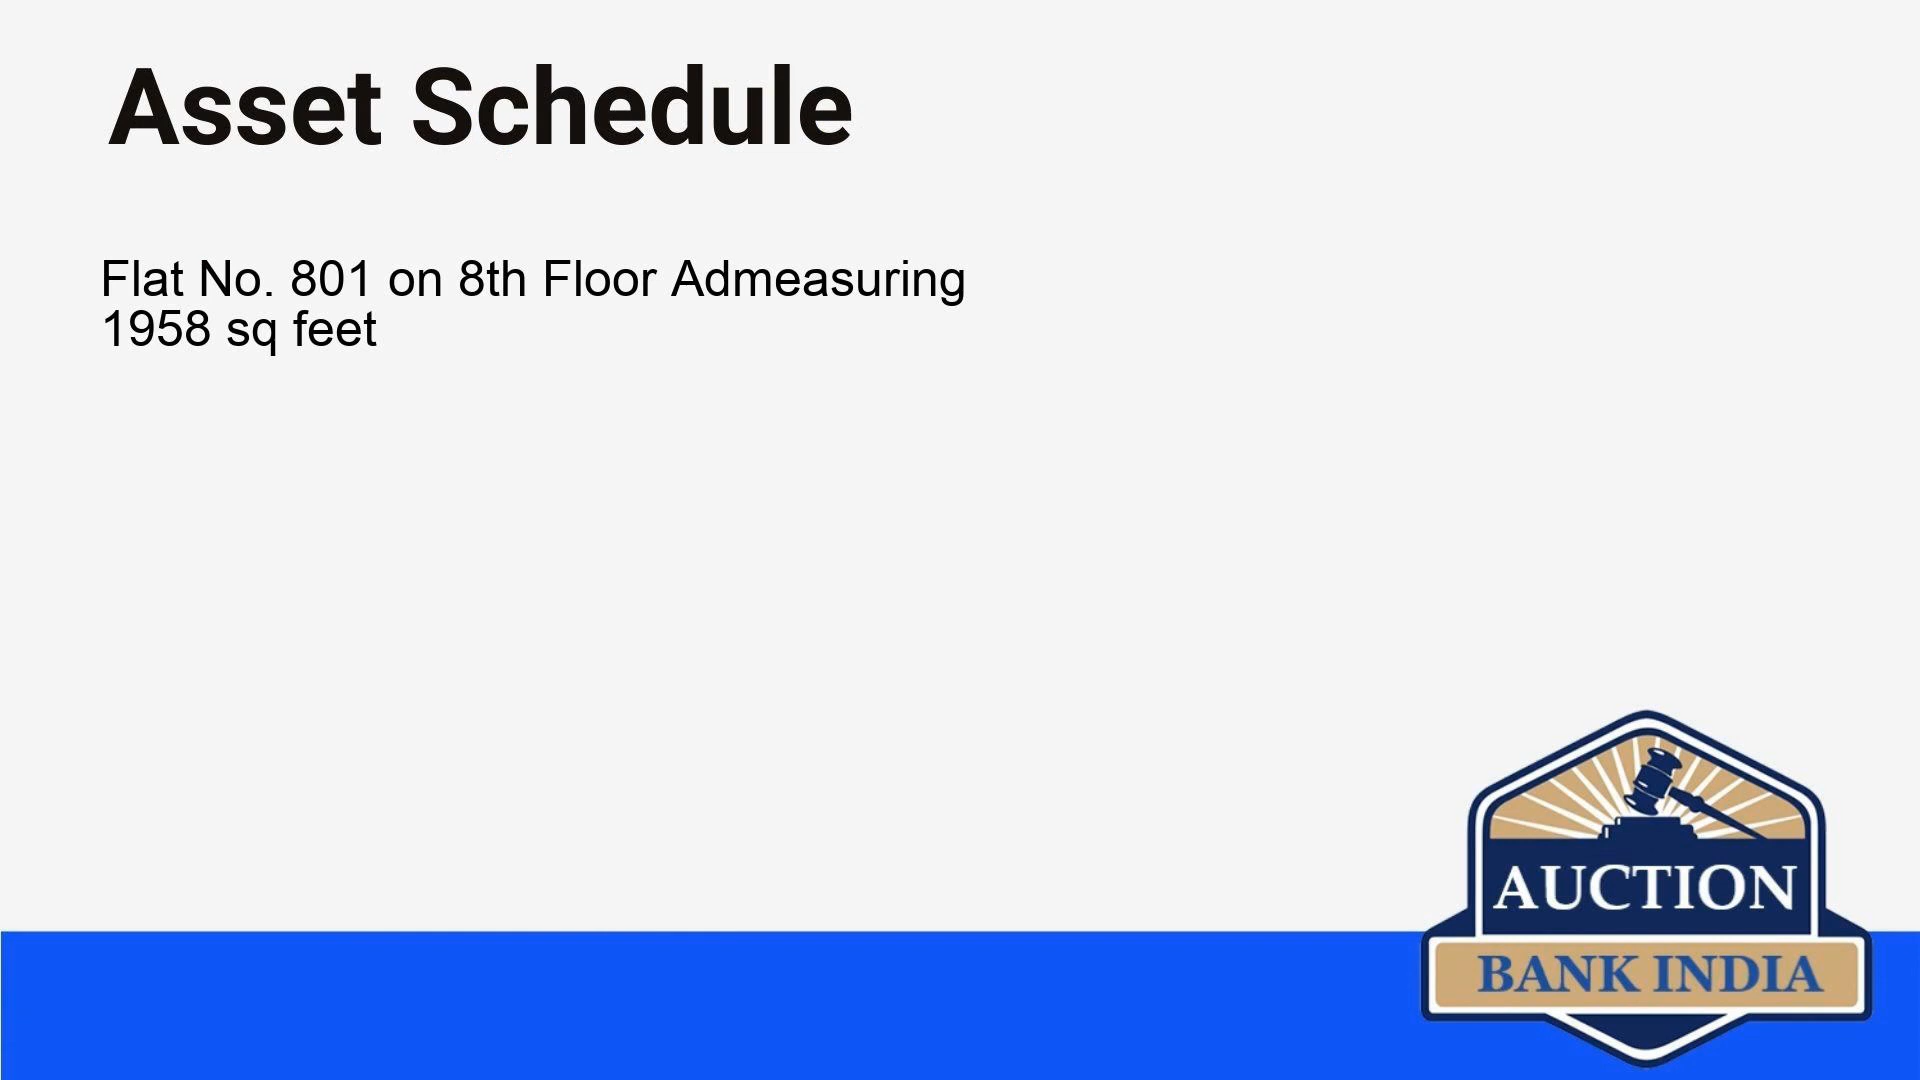 Asset Schedule
Flat No. 801 on 8th Floor Admeasuring
1958 sq feet
AUCTION
BANK INDIA